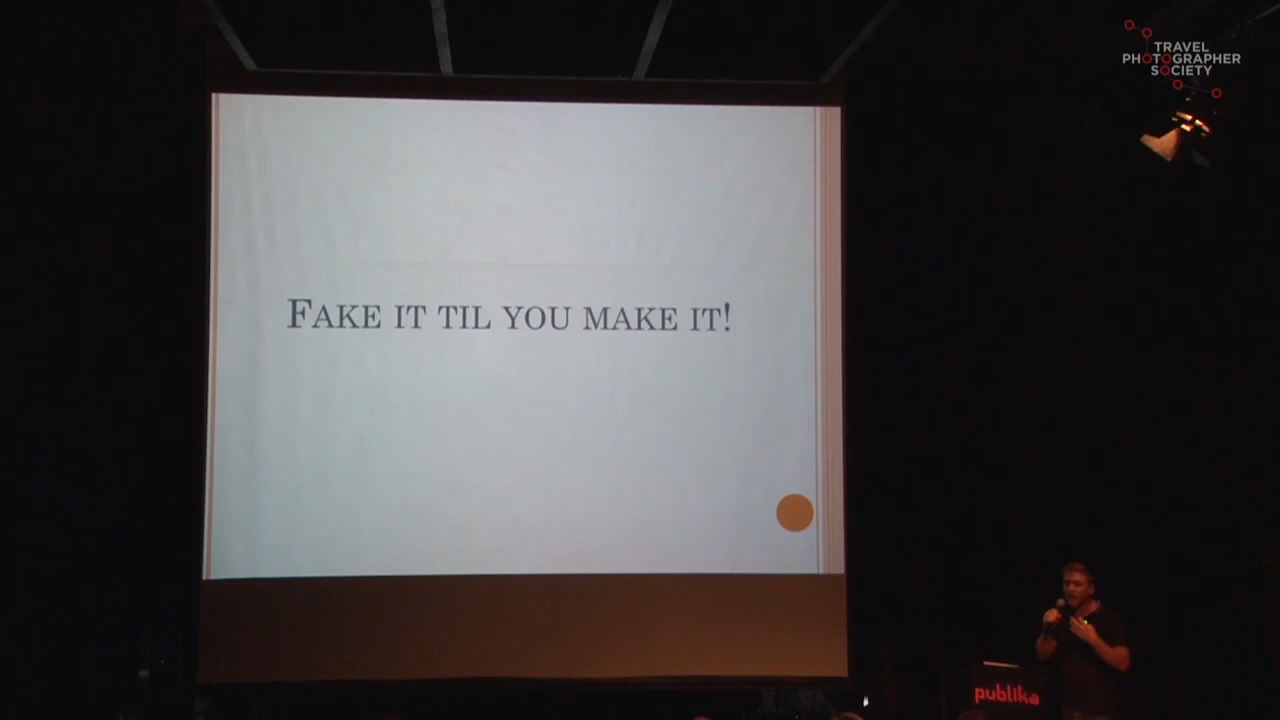 TRAVEL
PHOTOGRAPHER
SOCIETY
FAKE IT TIL YOU MAKE IT!
publika